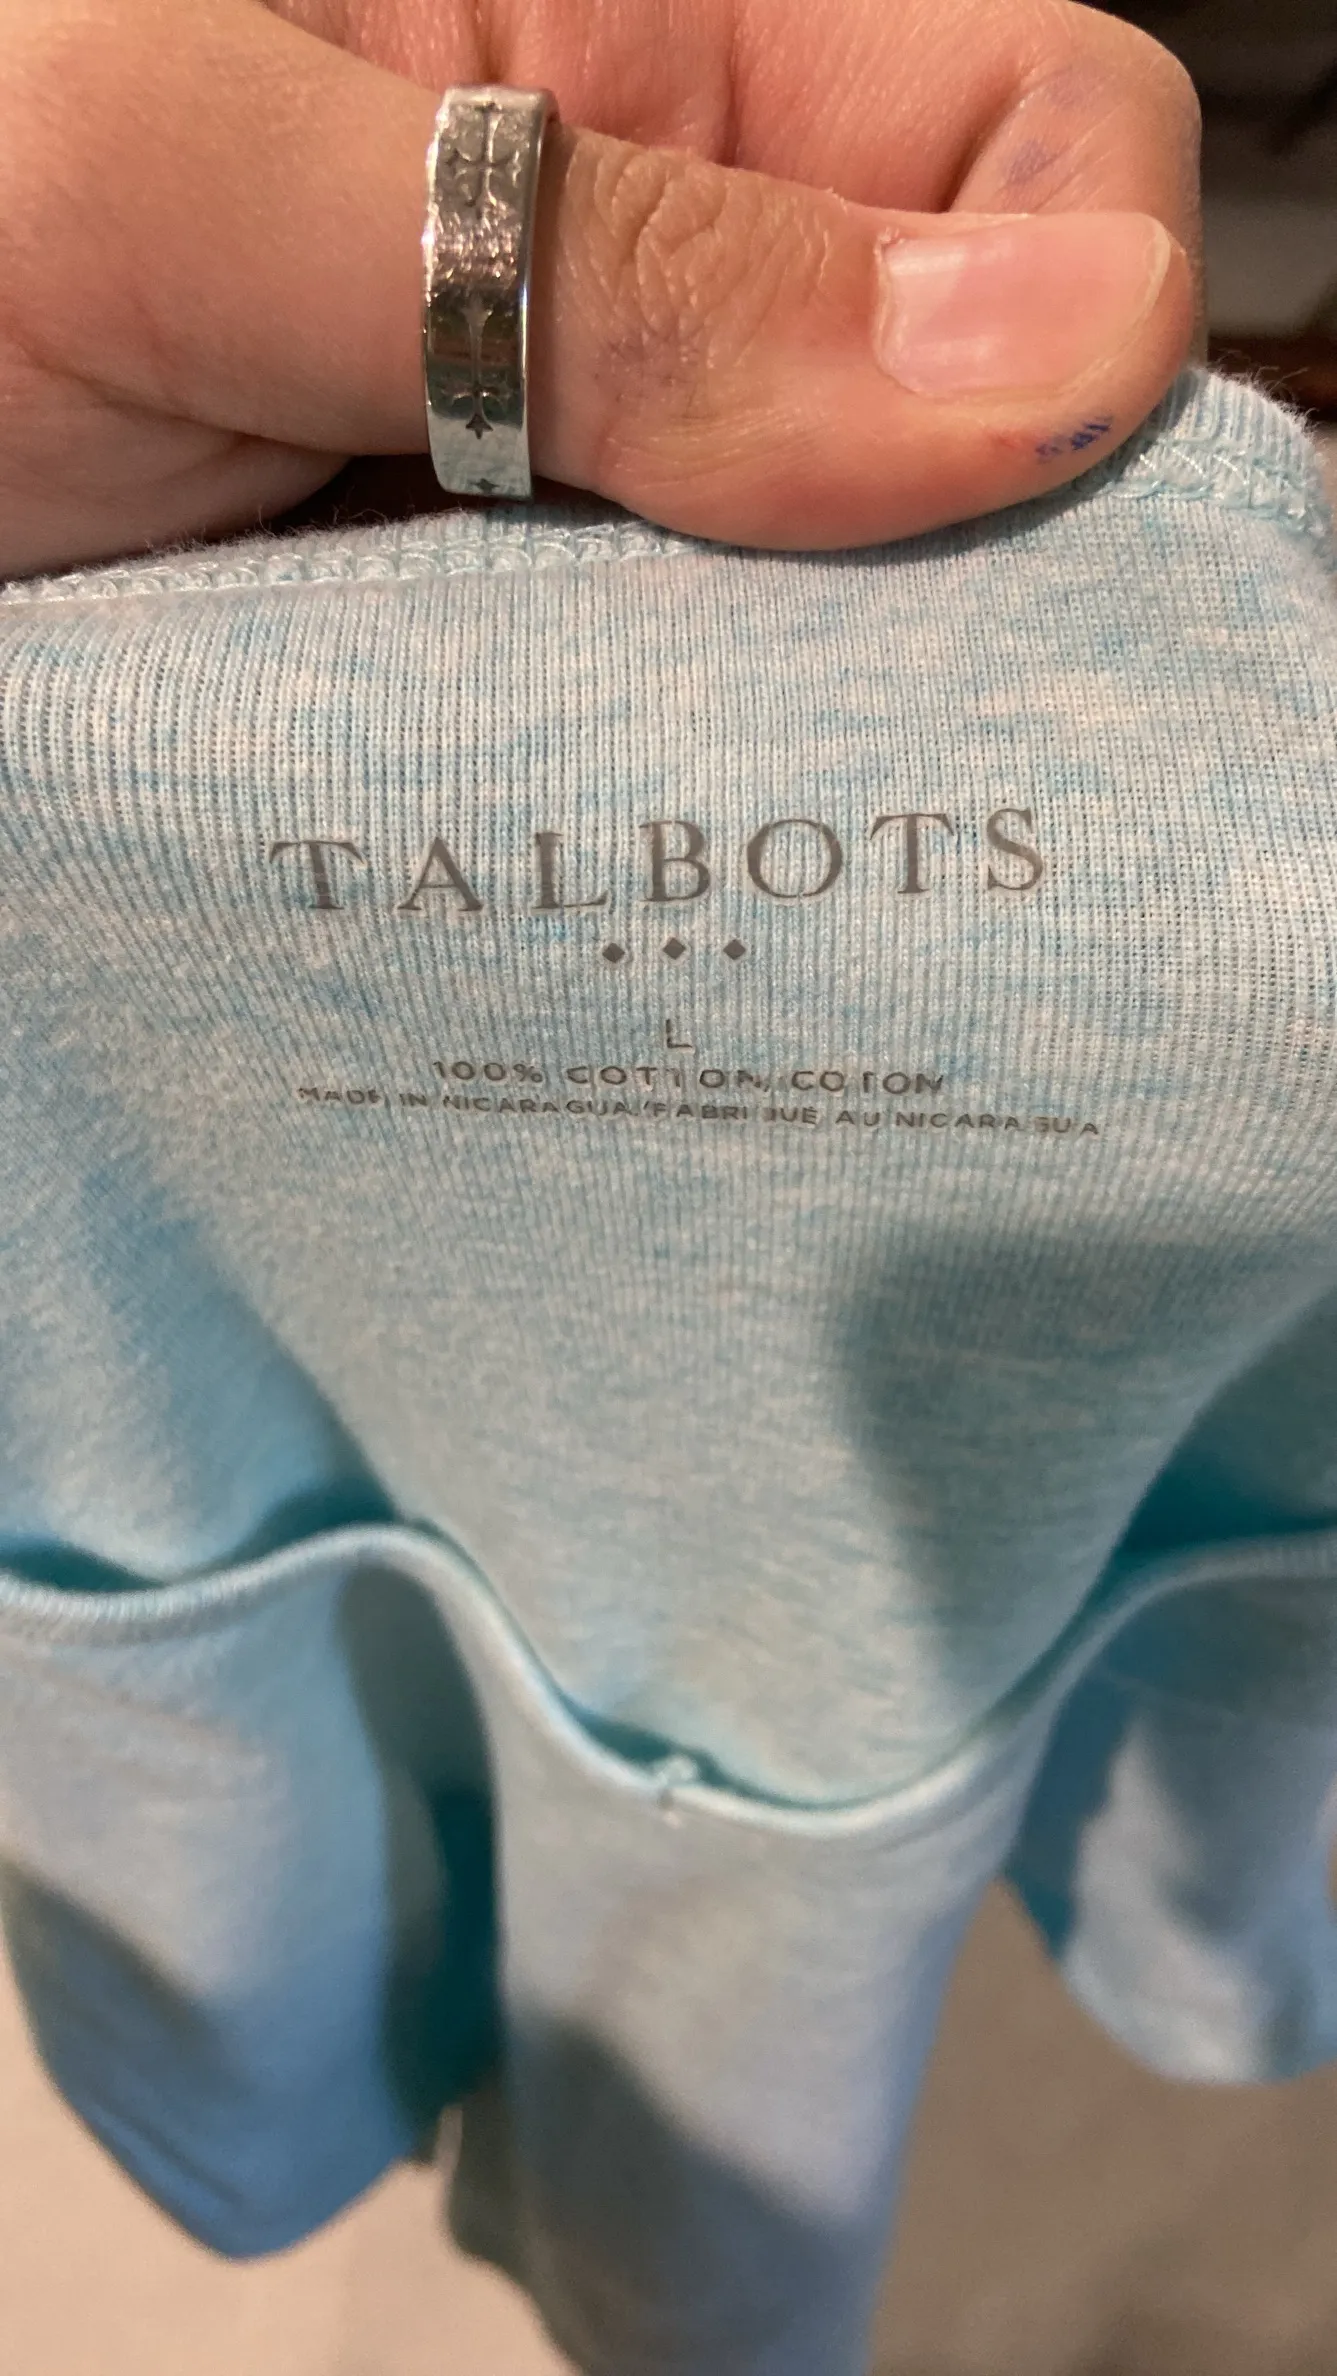 TALBOTS
L
100% COTTON/COTON
MADE IN NICARAGUA/FABRIQUÉ AU NICARAGUA